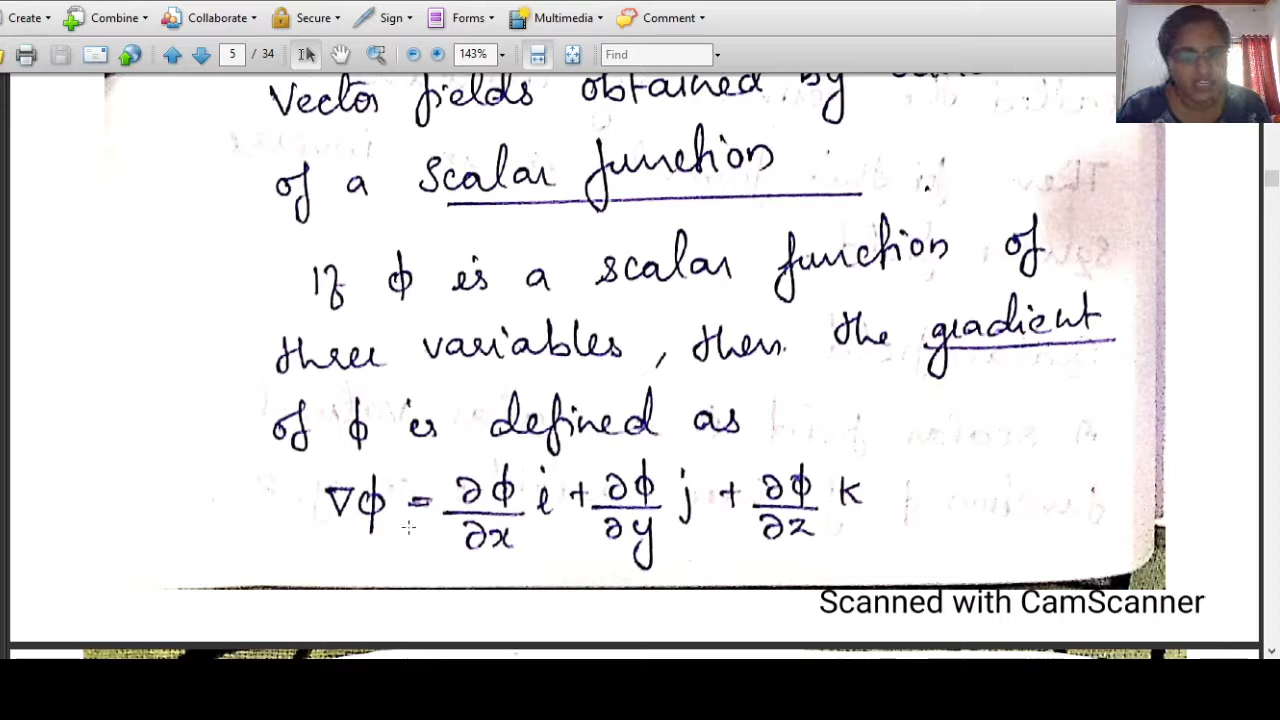 Create Combine Collaborate Secure Sign Forms Multimedia Comment
5 / 34 143% Find
Vector fields obtained by
of a scalar function
If ϕ is a scalar function of
three variables, then the gradient
of ϕ is defined as
∇ϕ = ∂ϕ/∂x i + ∂ϕ/∂y j + ∂ϕ/∂z k
Scanned with CamScanner